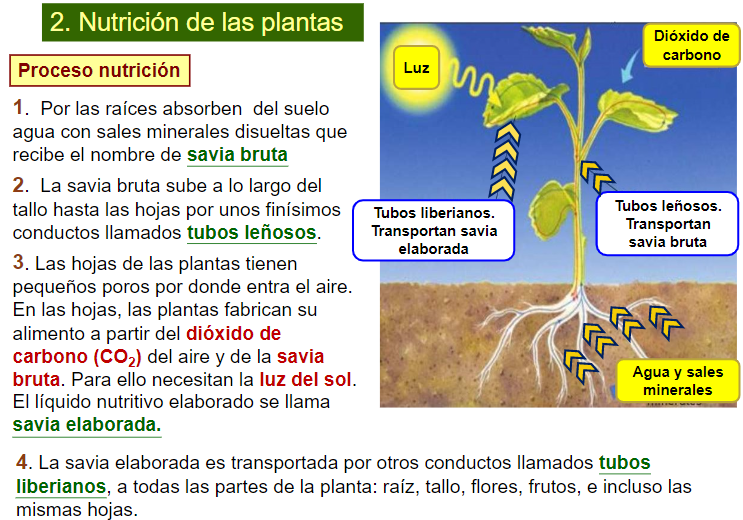 2. Nutrición de las plantas
Proceso nutrición
1. Por las raíces absorben del suelo
agua con sales minerales disueltas que
recibe el nombre de savia bruta
2. La savia bruta sube a lo largo del
tallo hasta las hojas por unos finísimos
conductos llamados tubos leñosos.
3. Las hojas de las plantas tienen
pequeños poros por donde entra el aire.
En las hojas, las plantas fabrican su
alimento a partir del dióxido de
carbono (CO₂) del aire y de la savia
bruta. Para ello necesitan la luz del sol.
El líquido nutritivo elaborado se llama
savia elaborada.
4. La savia elaborada es transportada por otros conductos llamados tubos
liberianos, a todas las partes de la planta: raíz, tallo, flores, frutos, e incluso las
mismas hojas.
Luz
Dióxido de
carbono
Tubos liberianos.
Transportan savia
elaborada
Tubos leñosos.
Transportan
savia bruta
Agua y sales
minerales